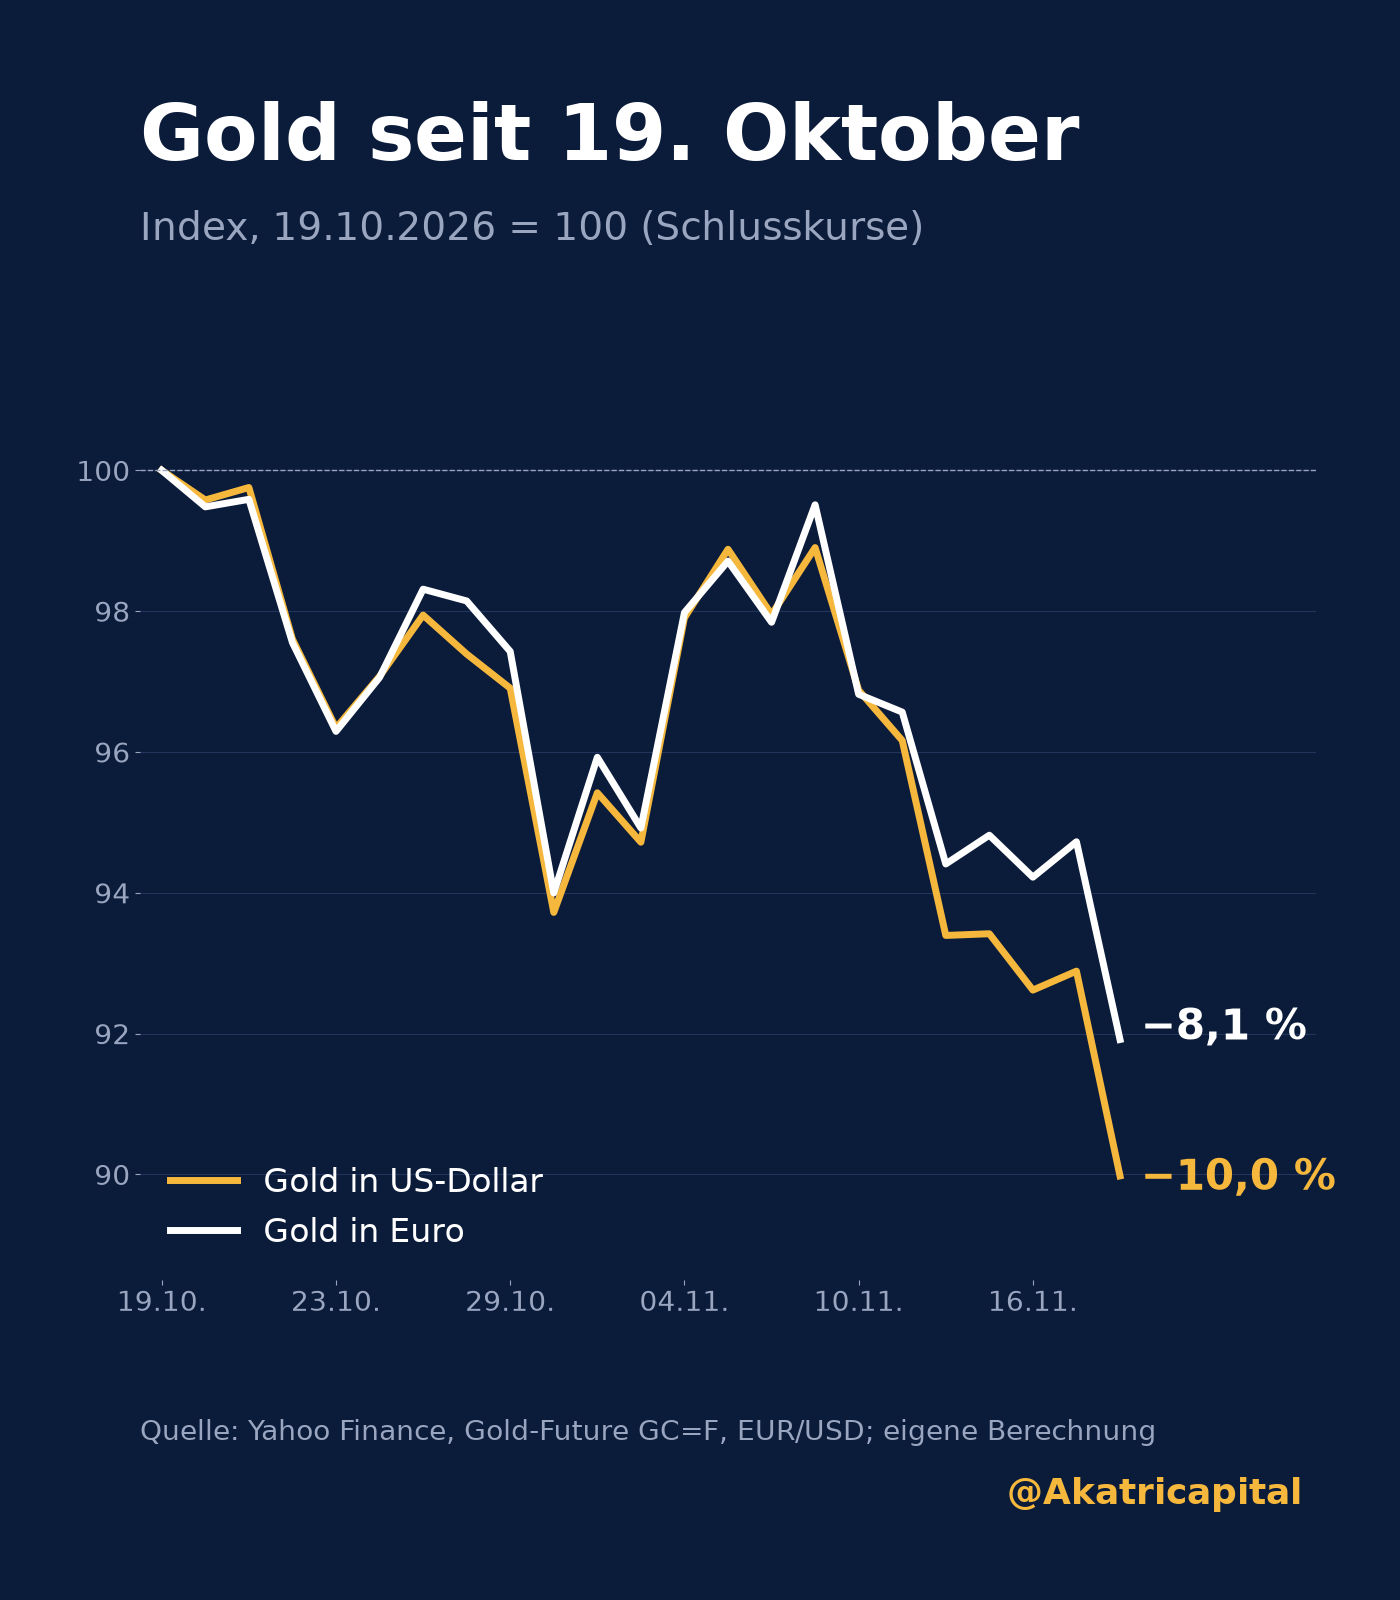 Gold seit 19. Oktober
Index, 19.10.2026 = 100 (Schlusskurse)
100
98
96
94
92
90
−8,1 %
−10,0 %
Gold in US-Dollar
Gold in Euro
19.10. 23.10. 29.10. 04.11. 10.11. 16.11.
Quelle: Yahoo Finance, Gold-Future GC=F, EUR/USD; eigene Berechnung
@Akatricapital